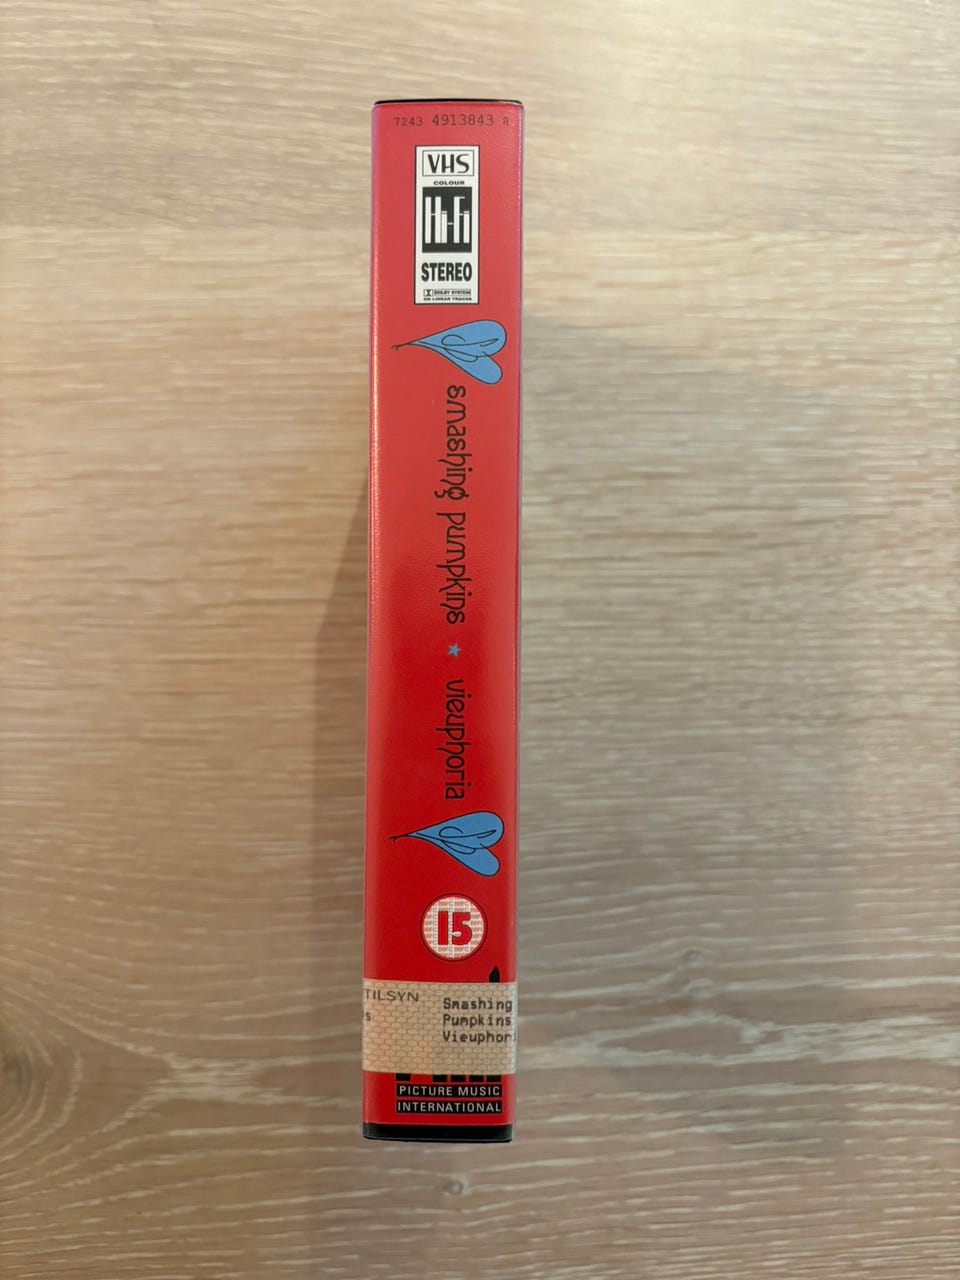 7243 4913843 8
VHS
COLOUR
Hi-Fi
STEREO
DOLBY SYSTEM
ON LINEAR TRACKS
smashing pumpkins ★ vieuphoria
15
TILSYN
s
Smashing
Pumpkins
Vieuphori
PICTURE MUSIC
INTERNATIONAL